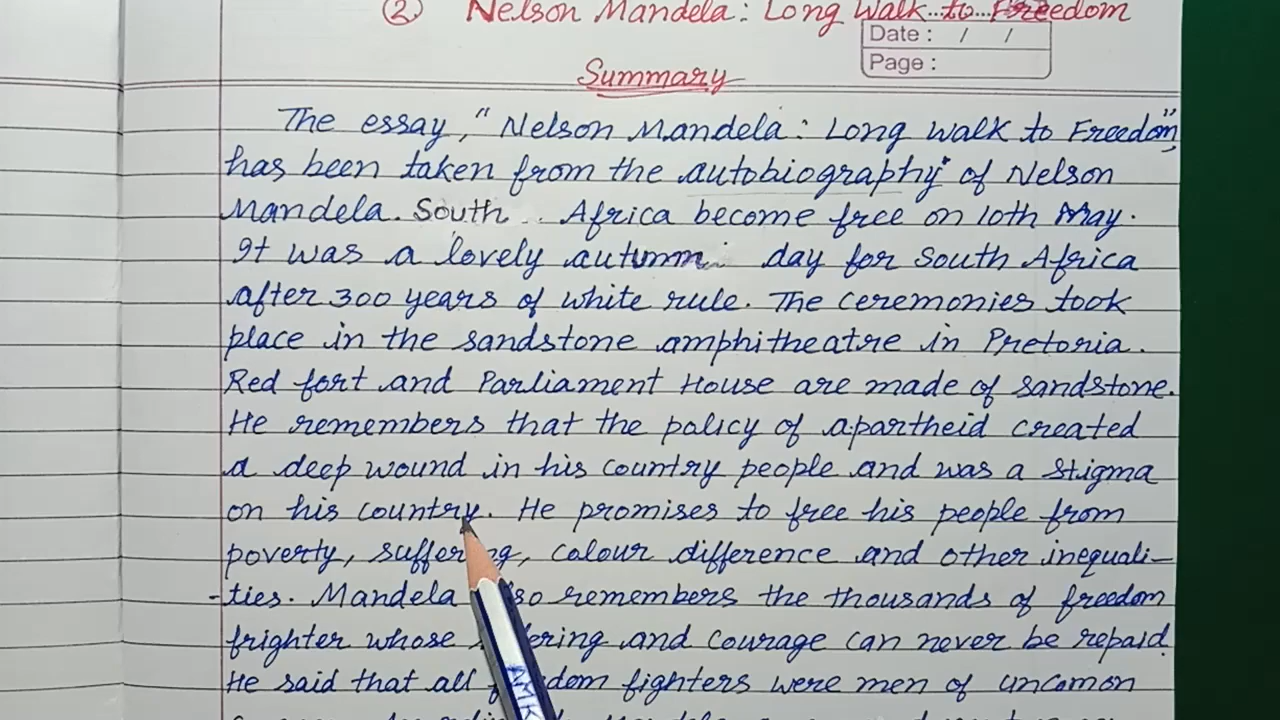 ② Nelson Mandela: Long Walk to Freedom
Date : / /
Page :
Summary
The essay, "Nelson Mandela: Long Walk to Freedom",
has been taken from the autobiography of Nelson
Mandela. South Africa become free on 10th May.
It was a lovely autumn day for South Africa
after 300 years of white rule. The ceremonies took
place in the sandstone amphitheatre in Pretoria.
Red fort and Parliament House are made of sandstone.
He remembers that the policy of apartheid created
a deep wound in his country people and was a stigma
on his country. He promises to free his people from
poverty, suffering, colour difference and other inequali-
-ties. Mandela also remembers the thousands of freedom
frighter whose suffering and courage can never be repaid.
He said that all freedom fighters were men of uncomon
NMK